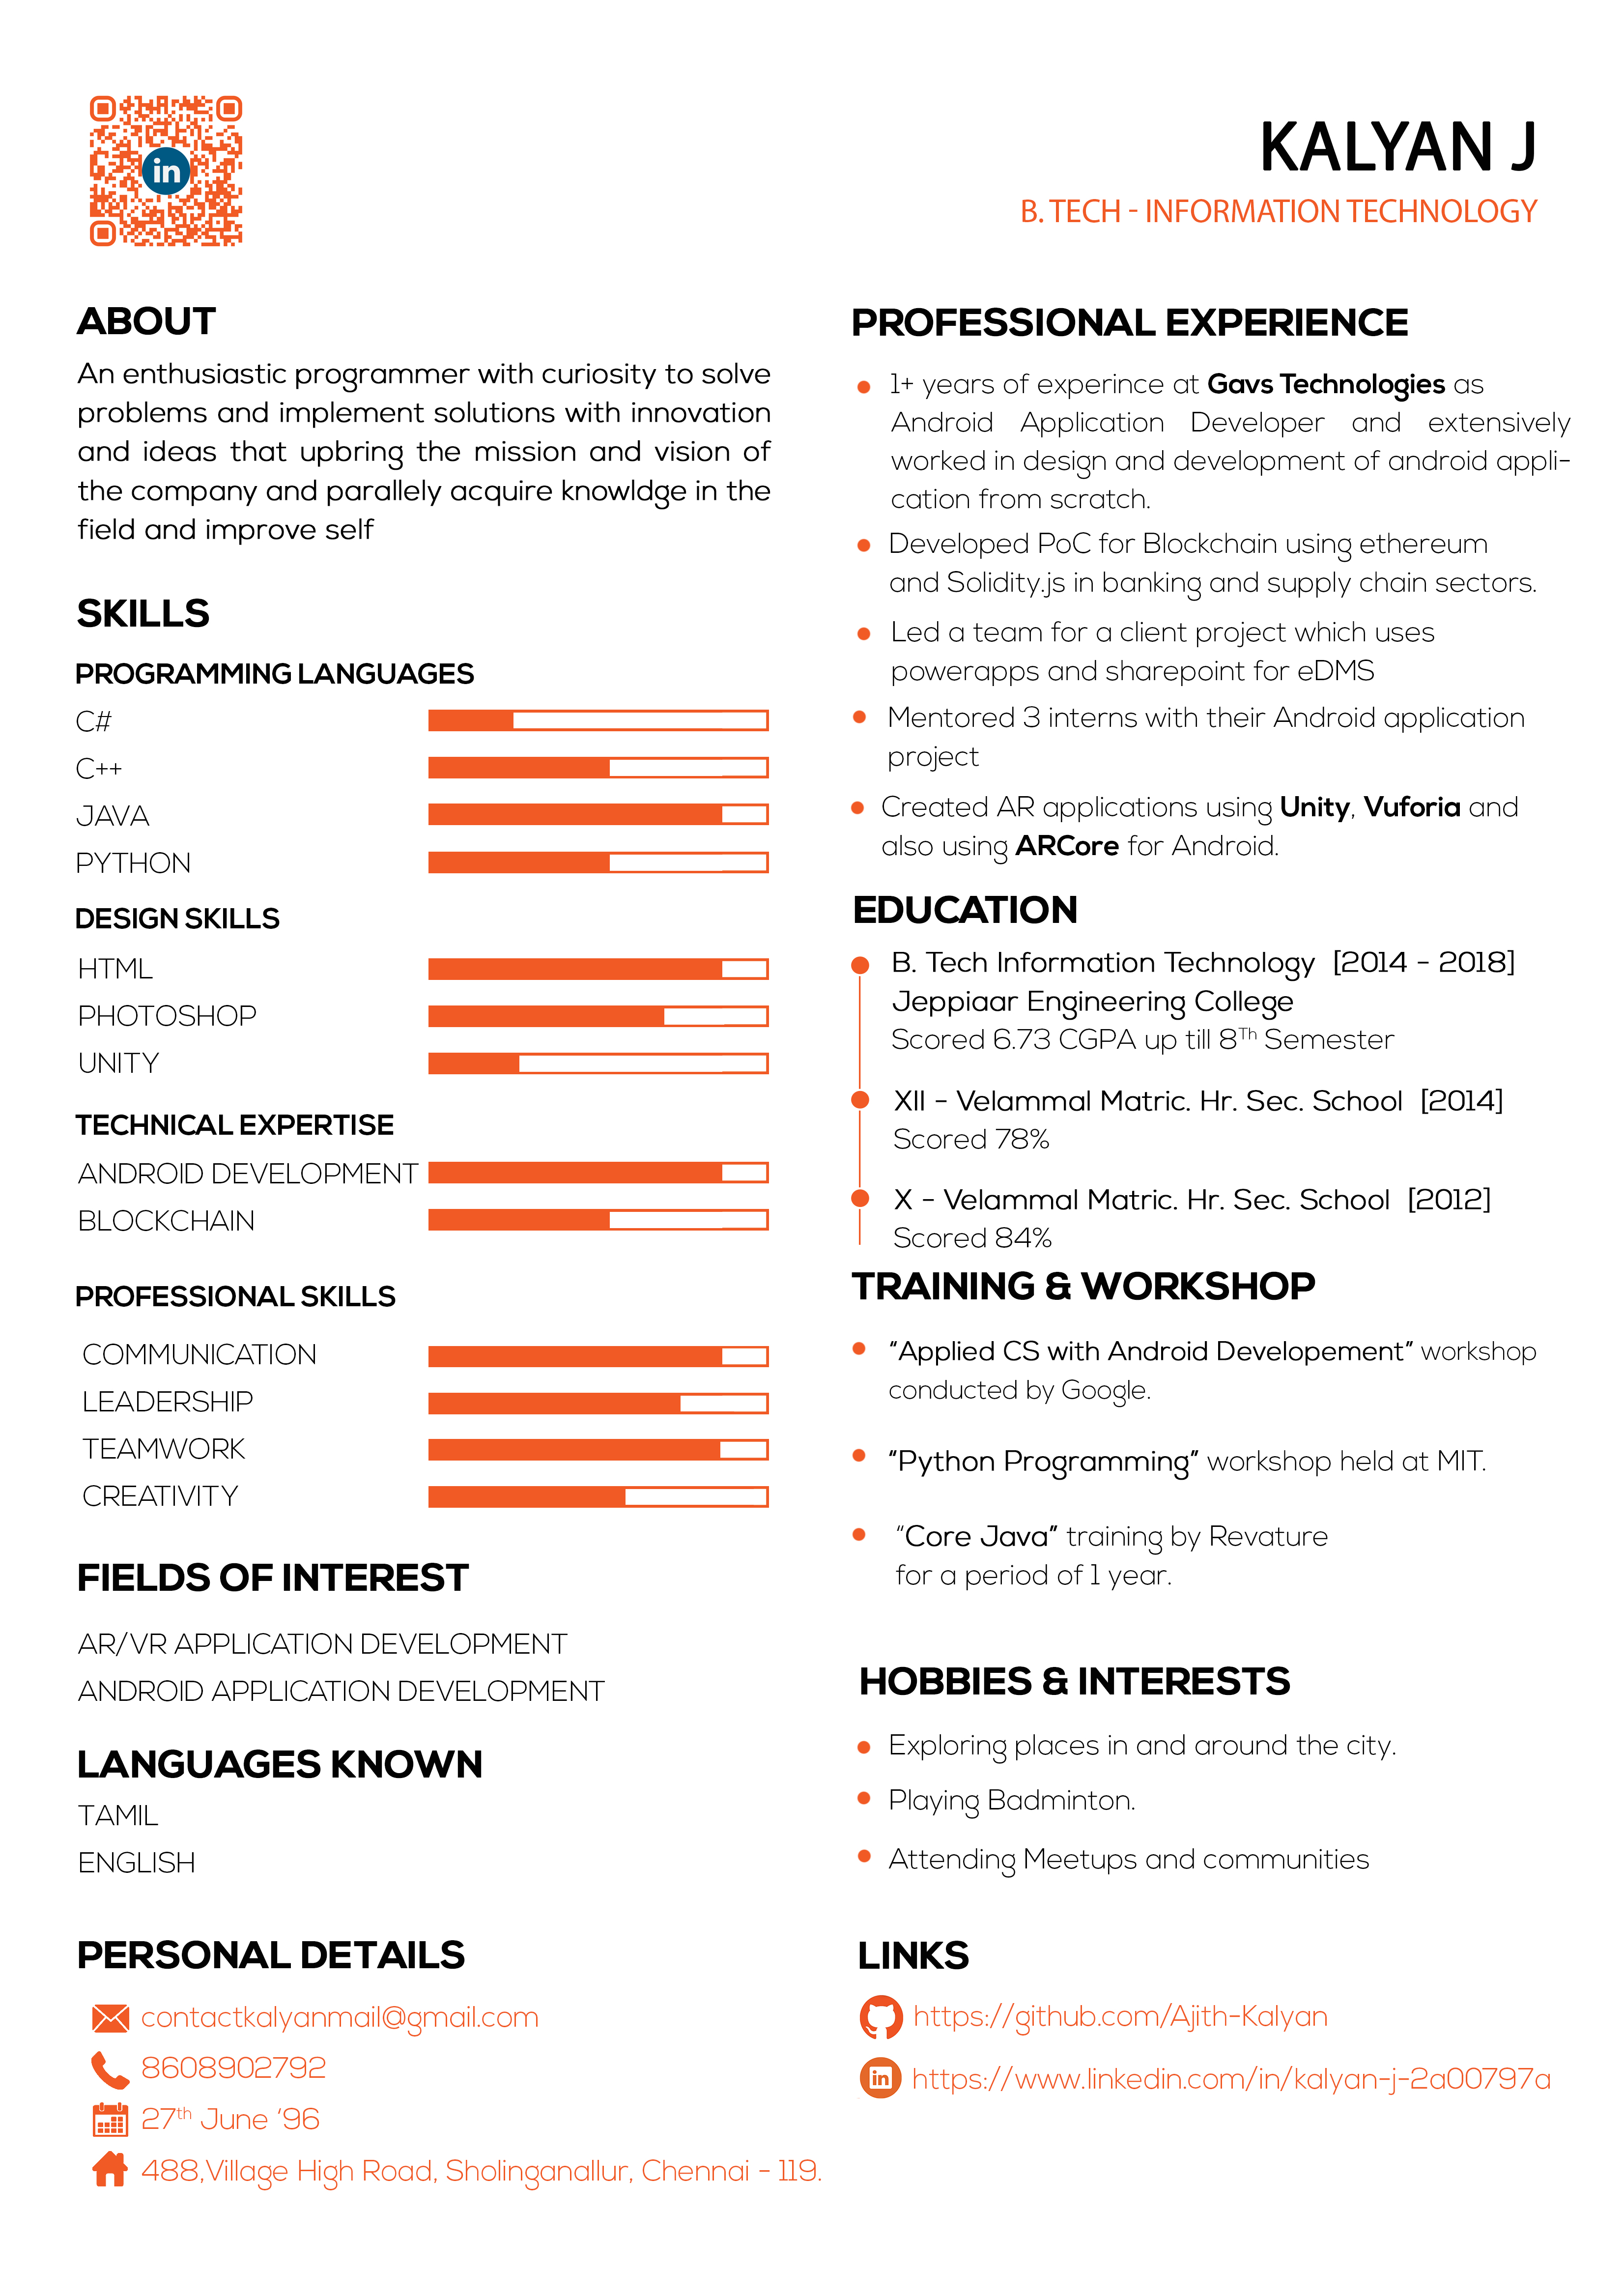 in
KALYAN J
B. TECH - INFORMATION TECHNOLOGY
ABOUT
An enthusiastic programmer with curiosity to solve
problems and implement solutions with innovation
and ideas that upbring the mission and vision of
the company and parallely acquire knowldge in the
field and improve self
SKILLS
PROGRAMMING LANGUAGES
C#
C++
JAVA
PYTHON
DESIGN SKILLS
HTML
PHOTOSHOP
UNITY
TECHNICAL EXPERTISE
ANDROID DEVELOPMENT
BLOCKCHAIN
PROFESSIONAL SKILLS
COMMUNICATION
LEADERSHIP
TEAMWORK
CREATIVITY
FIELDS OF INTEREST
AR/VR APPLICATION DEVELOPMENT
ANDROID APPLICATION DEVELOPMENT
LANGUAGES KNOWN
TAMIL
ENGLISH
PERSONAL DETAILS
contactkalyanmail@gmail.com
8608902792
27th June ‘96
488,Village High Road, Sholinganallur, Chennai - 119.
PROFESSIONAL EXPERIENCE
1+ years of experince at Gavs Technologies as
Android Application Developer and extensively
worked in design and development of android appli-
cation from scratch.
Developed PoC for Blockchain using ethereum
and Solidity.js in banking and supply chain sectors.
Led a team for a client project which uses
powerapps and sharepoint for eDMS
Mentored 3 interns with their Android application
project
Created AR applications using Unity, Vuforia and
also using ARCore for Android.
EDUCATION
B. Tech Information Technology [2014 - 2018]
Jeppiaar Engineering College
Scored 6.73 CGPA up till 8Th Semester
XII - Velammal Matric. Hr. Sec. School [2014]
Scored 78%
X - Velammal Matric. Hr. Sec. School [2012]
Scored 84%
TRAINING & WORKSHOP
“Applied CS with Android Developement” workshop
conducted by Google.
“Python Programming” workshop held at MIT.
“Core Java” training by Revature
for a period of 1 year.
HOBBIES & INTERESTS
Exploring places in and around the city.
Playing Badminton.
Attending Meetups and communities
LINKS
https://github.com/Ajith-Kalyan
in https://www.linkedin.com/in/kalyan-j-2a00797a